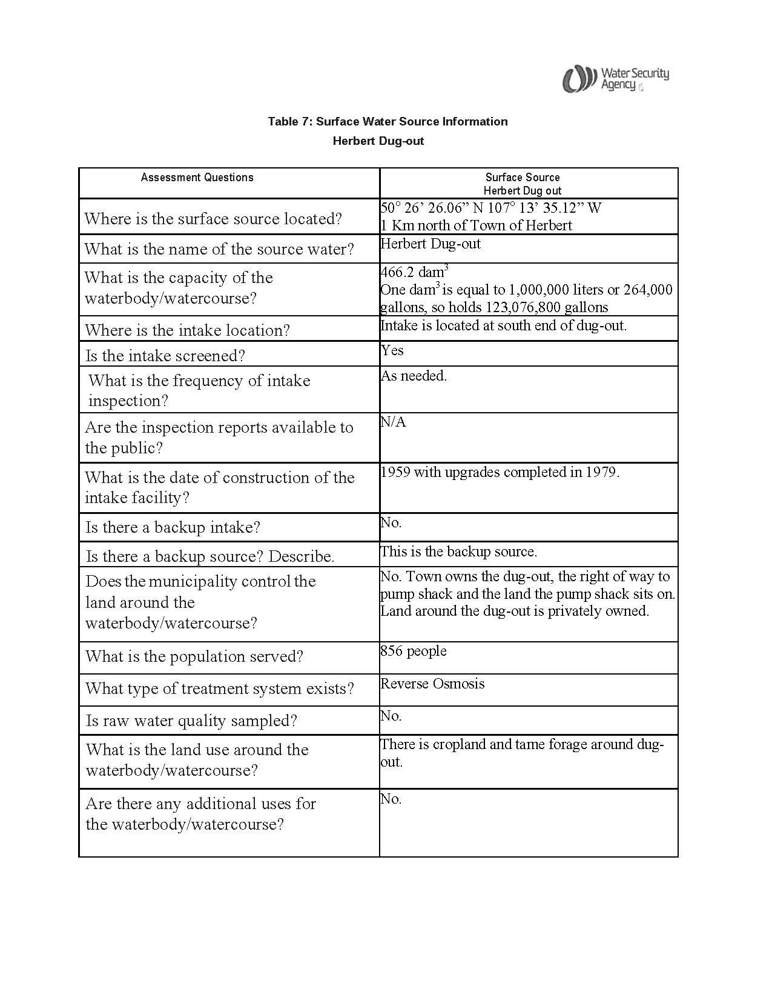 Water Security
Agency
Table 7: Surface Water Source Information
Herbert Dug-out
Assessment Questions
Surface Source
Herbert Dug out
Where is the surface source located?
50° 26’ 26.06” N 107° 13’ 35.12” W
1 Km north of Town of Herbert
What is the name of the source water?
Herbert Dug-out
What is the capacity of the
waterbody/watercourse?
466.2 dam³
One dam³ is equal to 1,000,000 liters or 264,000
gallons, so holds 123,076,800 gallons
Where is the intake location?
Intake is located at south end of dug-out.
Is the intake screened?
Yes
What is the frequency of intake
inspection?
As needed.
Are the inspection reports available to
the public?
N/A
What is the date of construction of the
intake facility?
1959 with upgrades completed in 1979.
Is there a backup intake?
No.
Is there a backup source? Describe.
This is the backup source.
Does the municipality control the
land around the
waterbody/watercourse?
No. Town owns the dug-out, the right of way to
pump shack and the land the pump shack sits on.
Land around the dug-out is privately owned.
What is the population served?
856 people
What type of treatment system exists?
Reverse Osmosis
Is raw water quality sampled?
No.
What is the land use around the
waterbody/watercourse?
There is cropland and tame forage around dug-
out.
Are there any additional uses for
the waterbody/watercourse?
No.